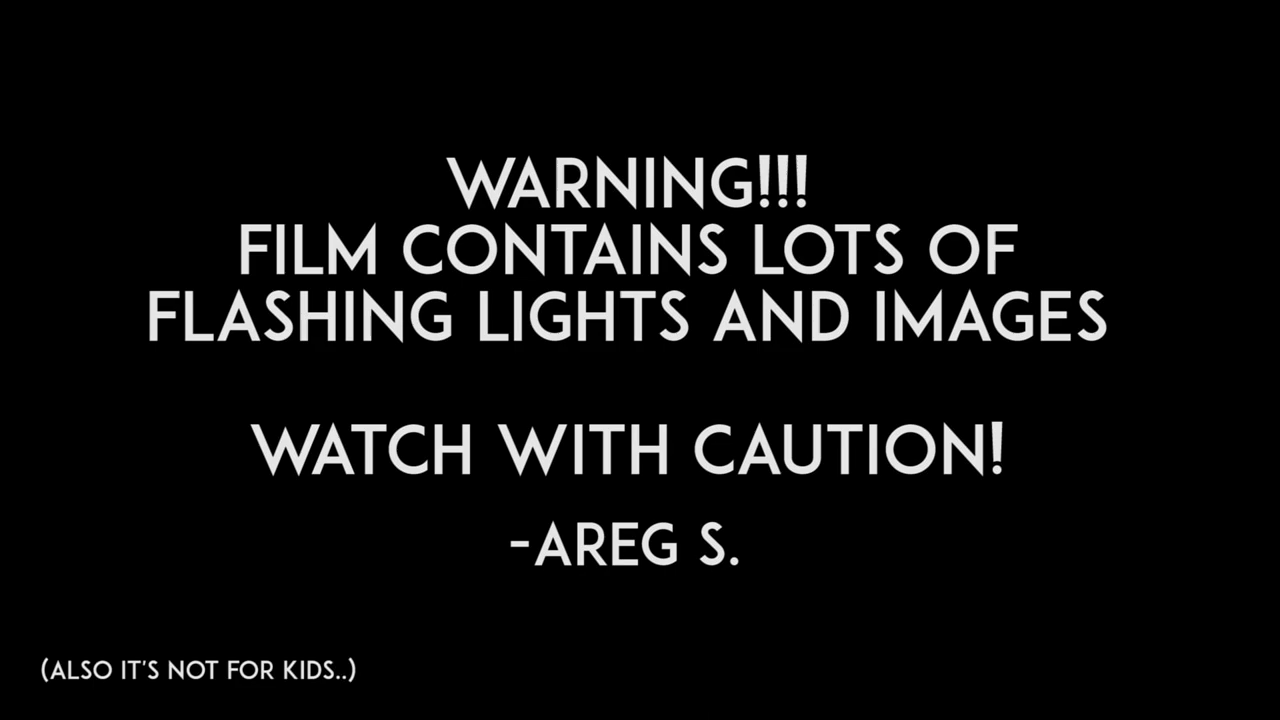 WARNING!!!
FILM CONTAINS LOTS OF
FLASHING LIGHTS AND IMAGES
WATCH WITH CAUTION!
-AREG S.
(ALSO IT'S NOT FOR KIDS..)